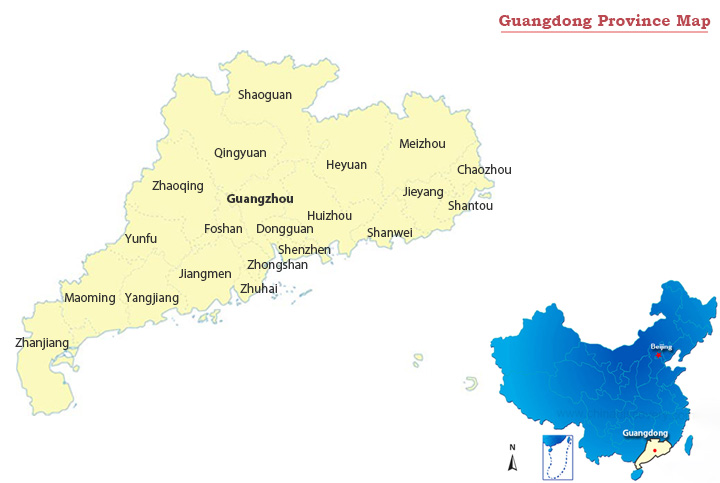 Guangdong Province Map
Shaoguan
Meizhou
Qingyuan
Heyuan
Chaozhou
Zhaoqing
Jieyang
Guangzhou
Shantou
Huizhou
Foshan
Dongguan
Shanwei
Yunfu
Shenzhen
Zhongshan
Jiangmen
Zhuhai
Maoming
Yangjiang
Zhanjiang
Beijing
Guangdong
N